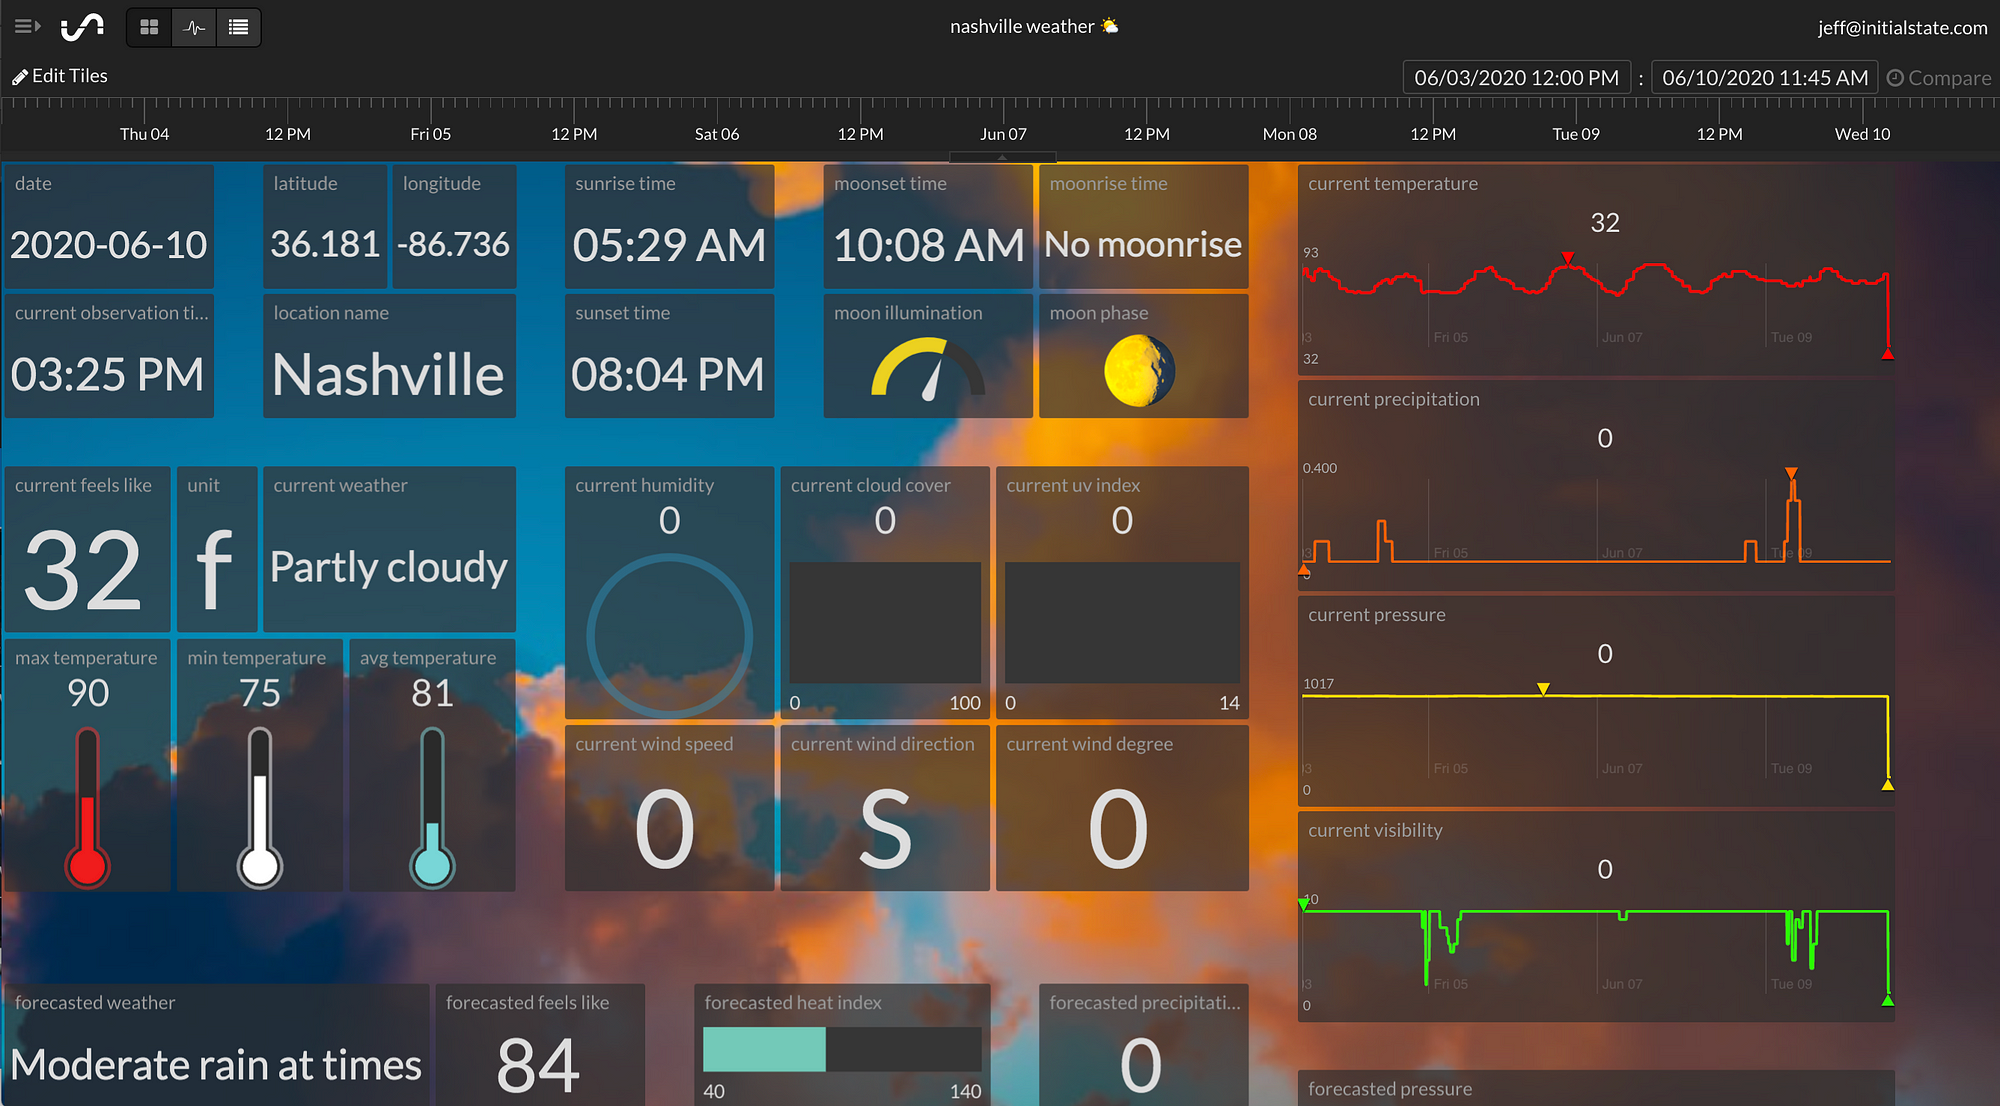 nashville weather
jeff@initialstate.com
Edit Tiles
06/03/2020 12:00 PM : 06/10/2020 11:45 AM Compare
Thu 04 12 PM Fri 05 12 PM Sat 06 12 PM Jun 07 12 PM Mon 08 12 PM Tue 09 12 PM Wed 10
date
2020-06-10
latitude
36.181
longitude
-86.736
sunrise time
05:29 AM
moonset time
10:08 AM
moonrise time
No moonrise
current observation ti...
03:25 PM
location name
Nashville
sunset time
08:04 PM
moon illumination
moon phase
current feels like
32
unit
f
current weather
Partly cloudy
current humidity
0
current cloud cover
0
0 100
current uv index
0
0 14
max temperature
90
min temperature
75
avg temperature
81
current wind speed
0
current wind direction
S
current wind degree
0
forecasted weather
Moderate rain at times
forecasted feels like
84
forecasted heat index
40 140
forecasted precipitati...
0
current temperature
32
93
3 Fri 05 Jun 07 Tue 09
32
current precipitation
0
0.400
3 Fri 05 Jun 07 Tue 09
0
current pressure
0
1017
3 Fri 05 Jun 07 Tue 09
0
current visibility
0
10
3 Fri 05 Jun 07 Tue 09
0
forecasted pressure